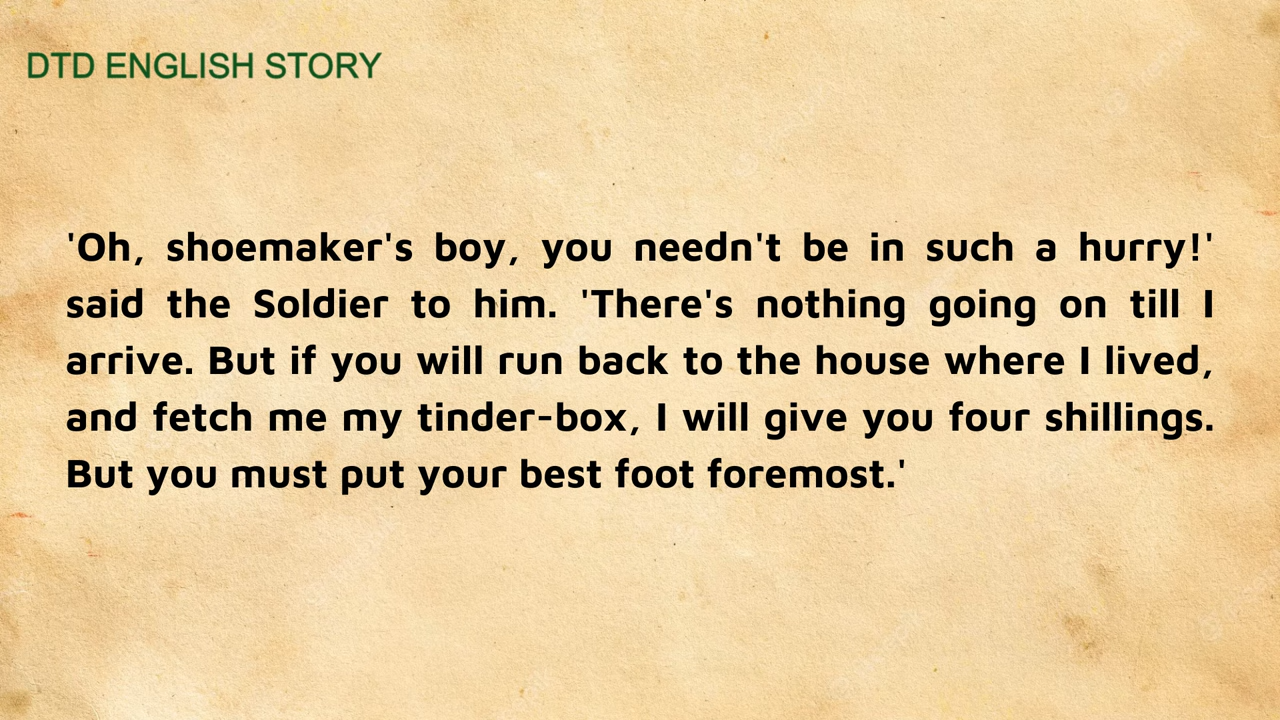 DTD ENGLISH STORY
'Oh, shoemaker's boy, you needn't be in such a hurry!'
said the Soldier to him. 'There's nothing going on till I
arrive. But if you will run back to the house where I lived,
and fetch me my tinder-box, I will give you four shillings.
But you must put your best foot foremost.'